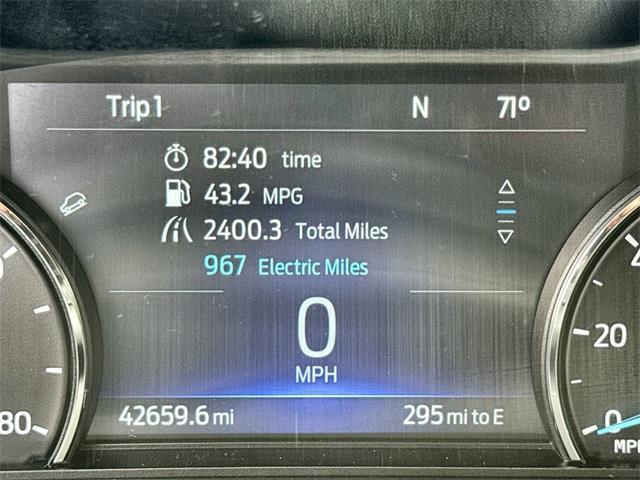 Trip 1 N 71º
82:40 time
43.2 MPG
2400.3 Total Miles
967 Electric Miles
0
MPH
42659.6 mi 295 mi to E
80
20
0
MPH